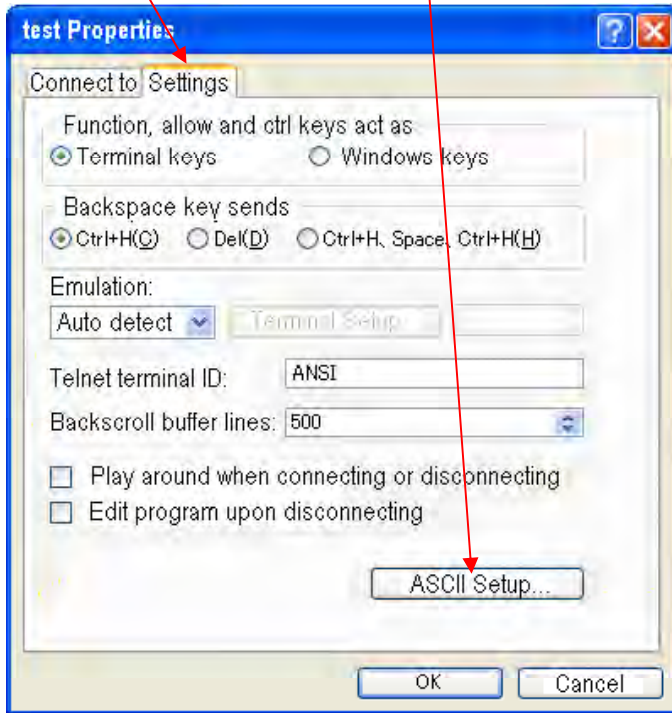 test Properties
Connect to Settings
Function, allow and ctrl keys act as
Terminal keys Windows keys
Backspace key sends
Ctrl+H(C) Del(D) Ctrl+H、Space、Ctrl+H(H)
Emulation:
Auto detect Terminal Setup
Telnet terminal ID: ANSI
Backscroll buffer lines: 500
Play around when connecting or disconnecting
Edit program upon disconnecting
ASCII Setup...
OK Cancel